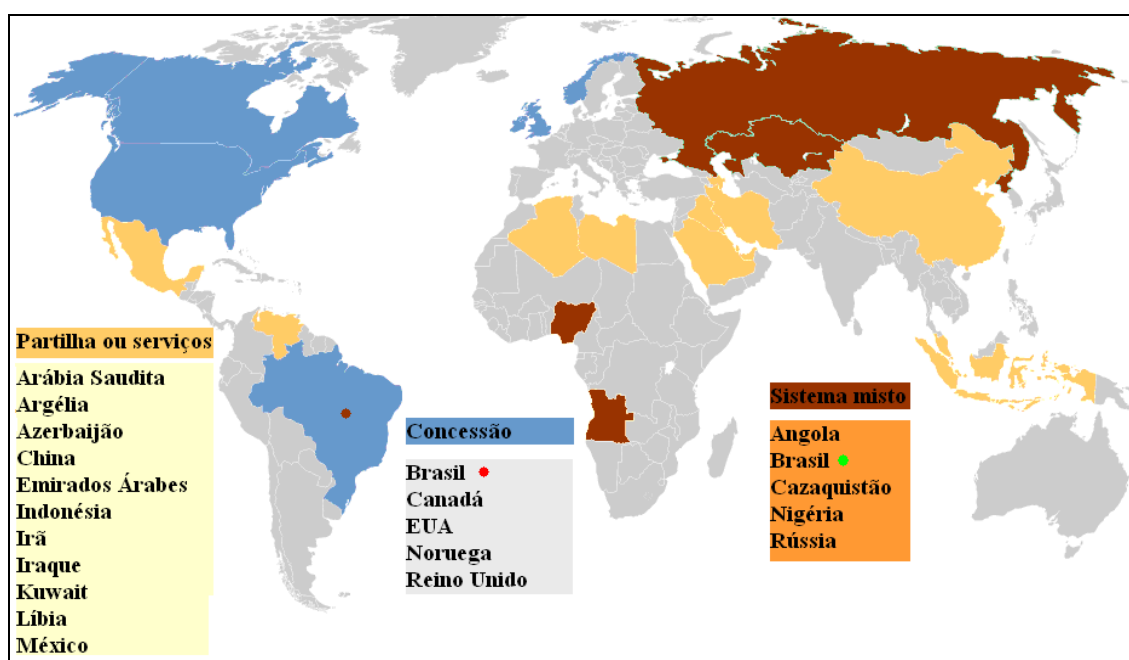 Partilha ou serviços
Arábia Saudita
Argélia
Azerbaijão
China
Emirados Árabes
Indonésia
Irã
Iraque
Kuwait
Líbia
México
Concessão
Brasil
Canadá
EUA
Noruega
Reino Unido
Sistema misto
Angola
Brasil
Cazaquistão
Nigéria
Rússia